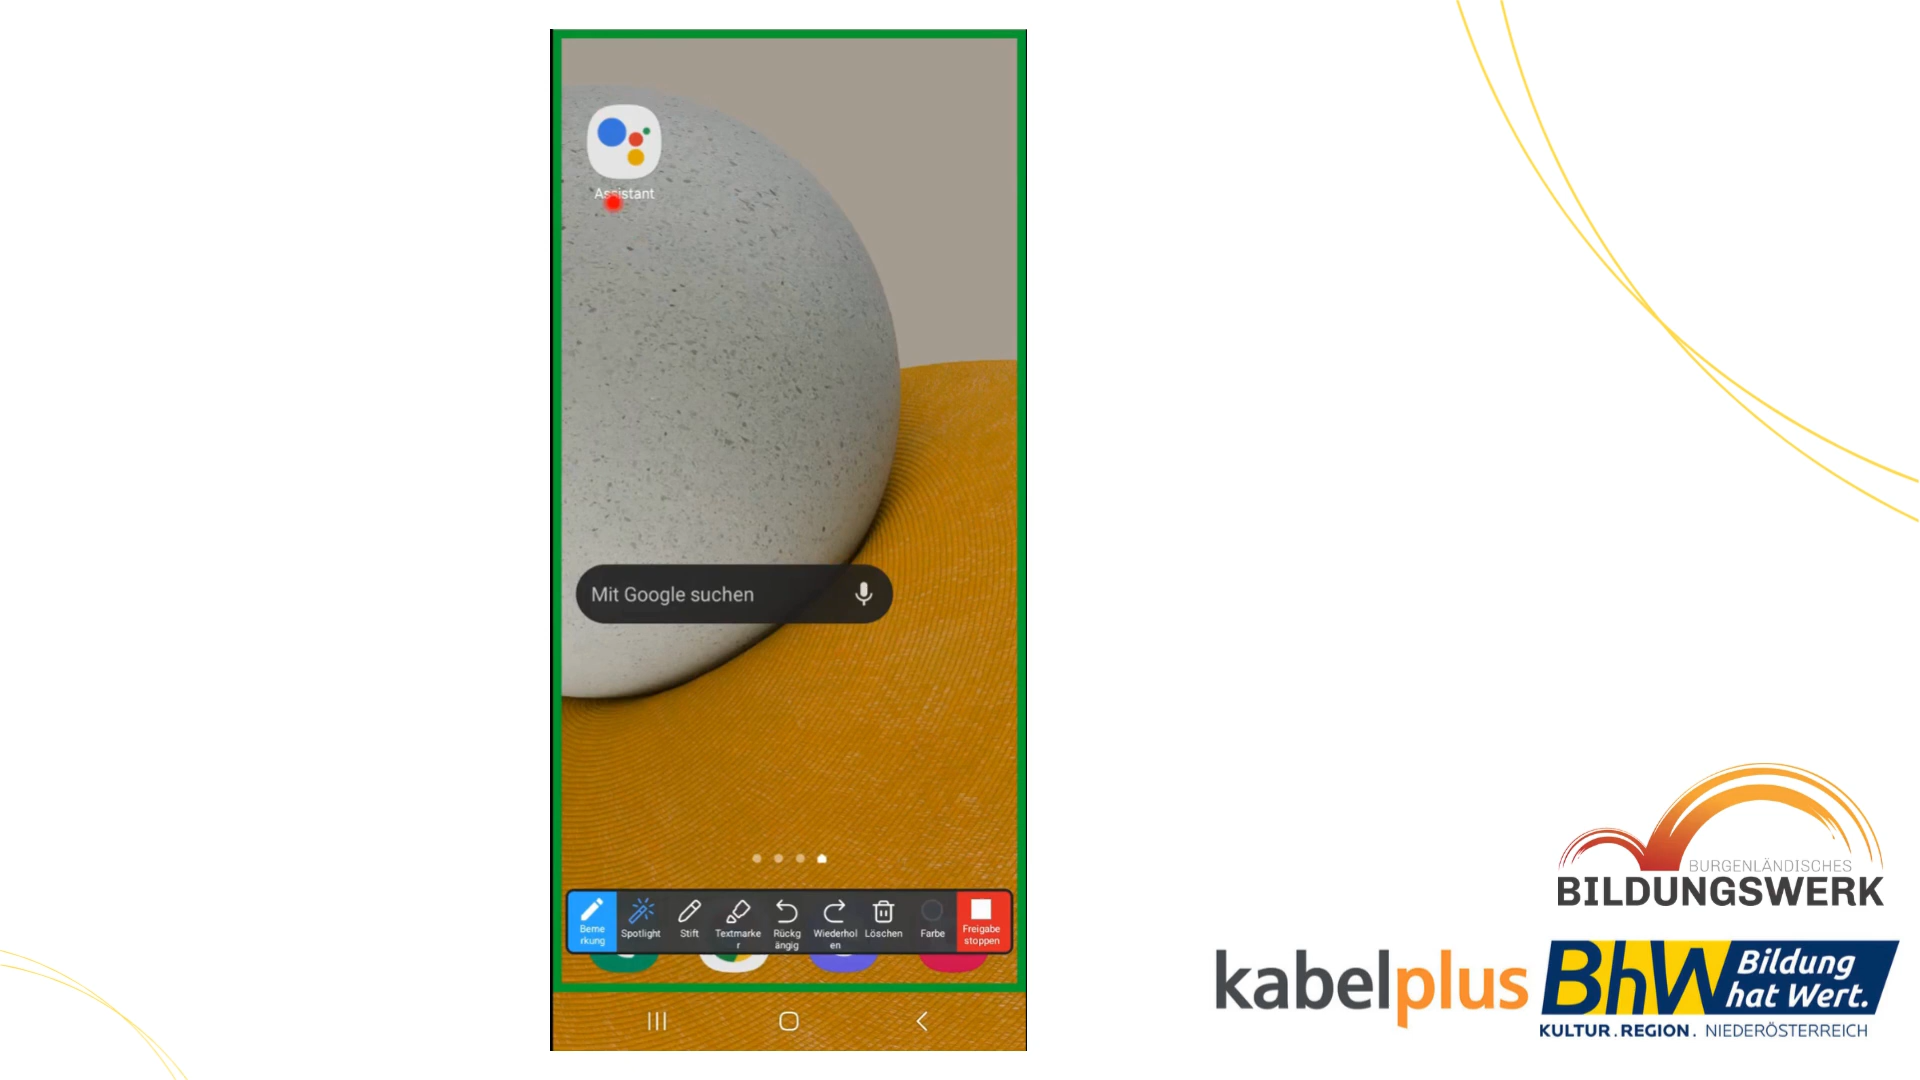 Assistant
Mit Google suchen
Beme
rkung
Spotlight
Stift
Textmarke
r
Rückg
ängig
Wiederhol
en
Löschen
Farbe
Freigabe
stoppen
BURGENLÄNDISCHES
BILDUNGSWERK
kabelplus
BhW Bildung
hat Wert.
KULTUR.REGION. NIEDERÖSTERREICH